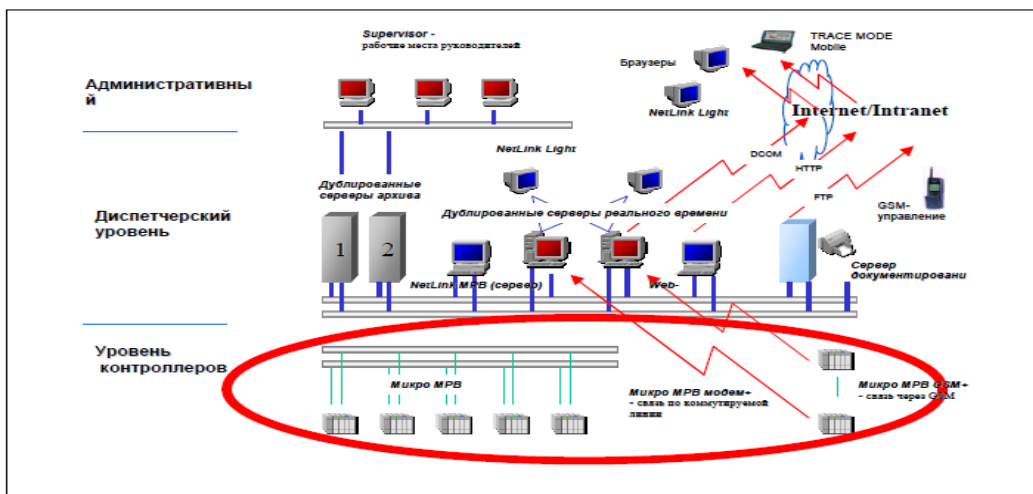 Supervisor -
рабочие места руководителей
TRACE MODE
Mobile
Браузеры
Административны
й
Internet/Intranet
NetLink Light
NetLink Light
DCOM
HTTP
Дублированные
серверы архива
FTP
GSM-
управление
Диспетчерский
уровень
Дублированные серверы реального времени
1
2
Сервер
документировани
NetLink МРВ (сервер)
Web-
Уровень
контроллеров
Микро МРВ
Микро МРВ модем+
- связь по коммутируемой
линии
Микро МРВ GSM+
- связь через GSM